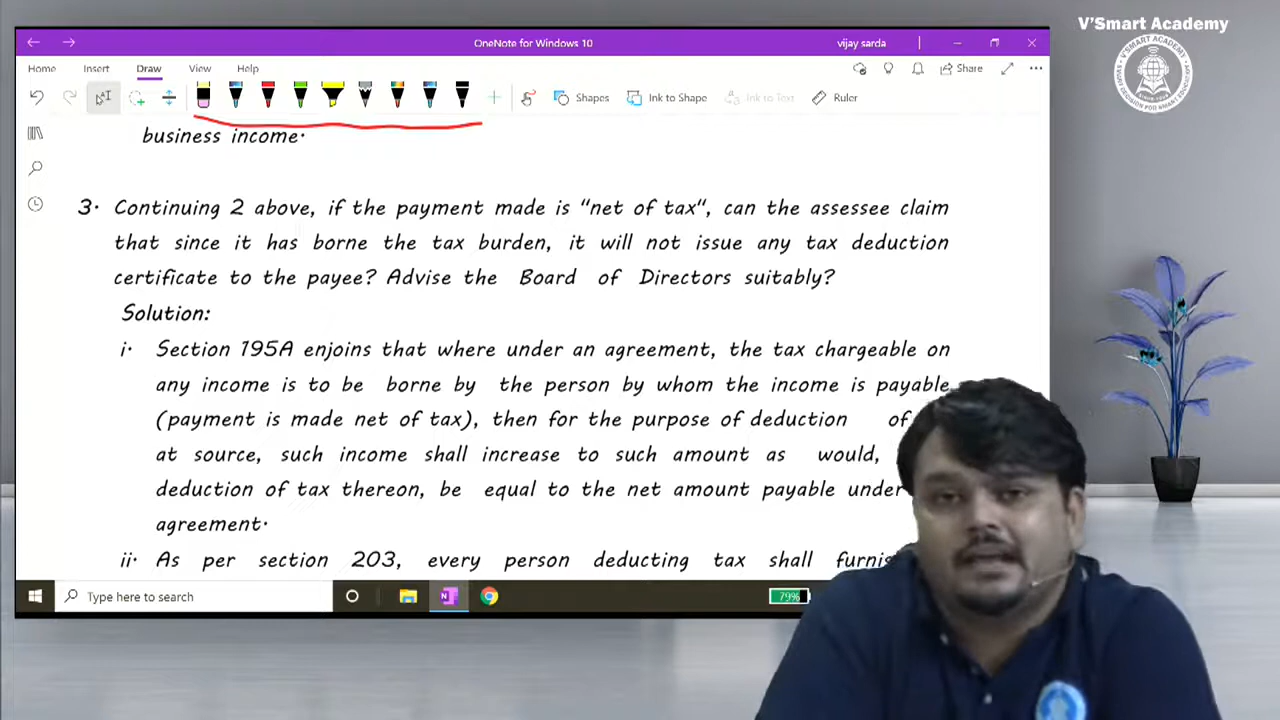 V'Smart Academy
OneNote for Windows 10
vijay sarda
Home Insert Draw View Help
Share
Shapes Ink to Shape Ink to Text Ruler
business income.
3. Continuing 2 above, if the payment made is "net of tax", can the assessee claim
that since it has borne the tax burden, it will not issue any tax deduction
certificate to the payee? Advise the Board of Directors suitably?
Solution:
i. Section 195A enjoins that where under an agreement, the tax chargeable on
any income is to be borne by the person by whom the income is payable
(payment is made net of tax), then for the purpose of deduction of
at source, such income shall increase to such amount as would,
deduction of tax thereon, be equal to the net amount payable under
agreement.
ii. As per section 203, every person deducting tax shall
Type here to search
79%